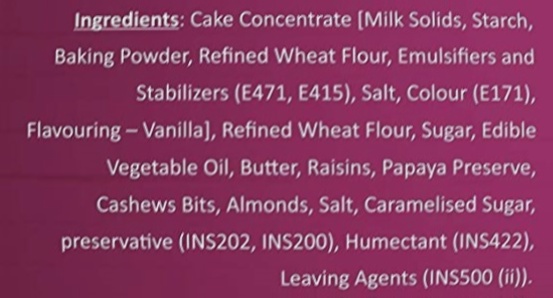 Ingredients: Cake Concentrate [Milk Solids, Starch,
Baking Powder, Refined Wheat Flour, Emulsifiers and
Stabilizers (E471, E415), Salt, Colour (E171),
Flavouring – Vanilla], Refined Wheat Flour, Sugar, Edible
Vegetable Oil, Butter, Raisins, Papaya Preserve,
Cashews Bits, Almonds, Salt, Caramelised Sugar,
preservative (INS202, INS200), Humectant (INS422),
Leaving Agents (INS500 (ii)).